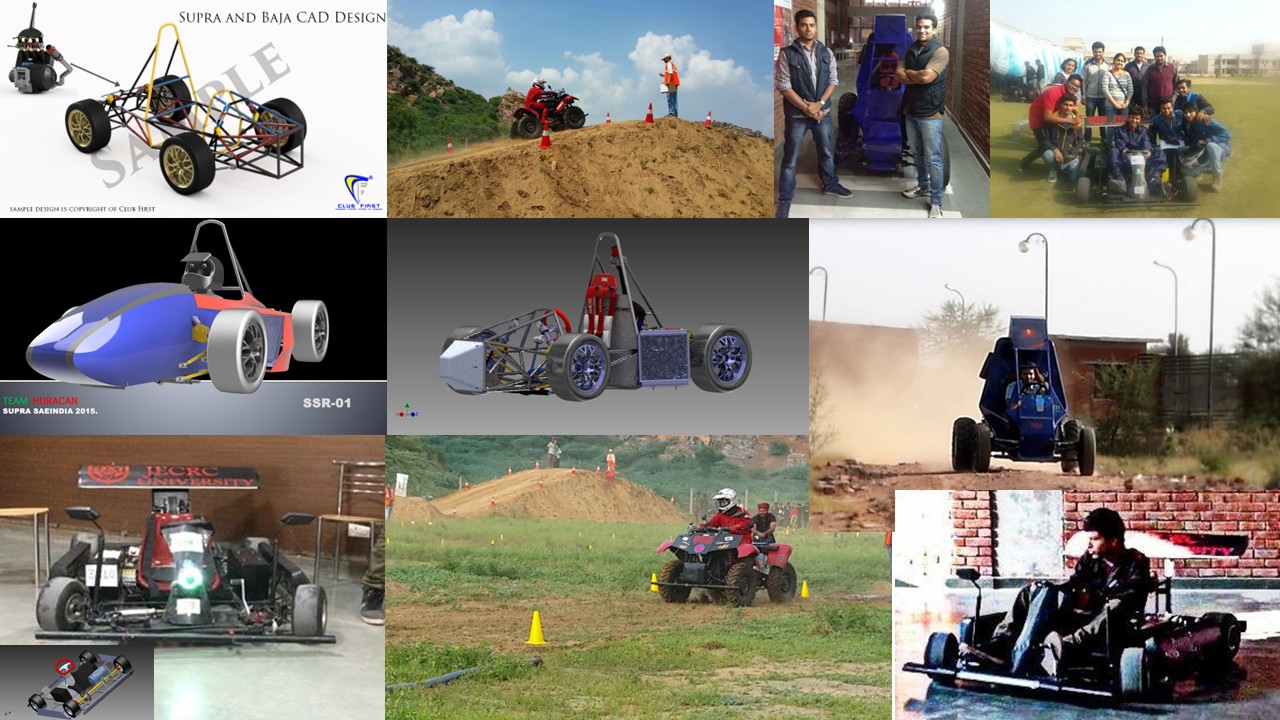 SUPRA AND BAJA CAD DESIGN
SAMPLE
SAMPLE DESIGN IS COPYRIGHT OF CLUB FIRST
CLUB FIRST
TEAM HURACAN
SUPRA SAEINDIA 2015.
SSR-01
JECRC
UNIVERSITY